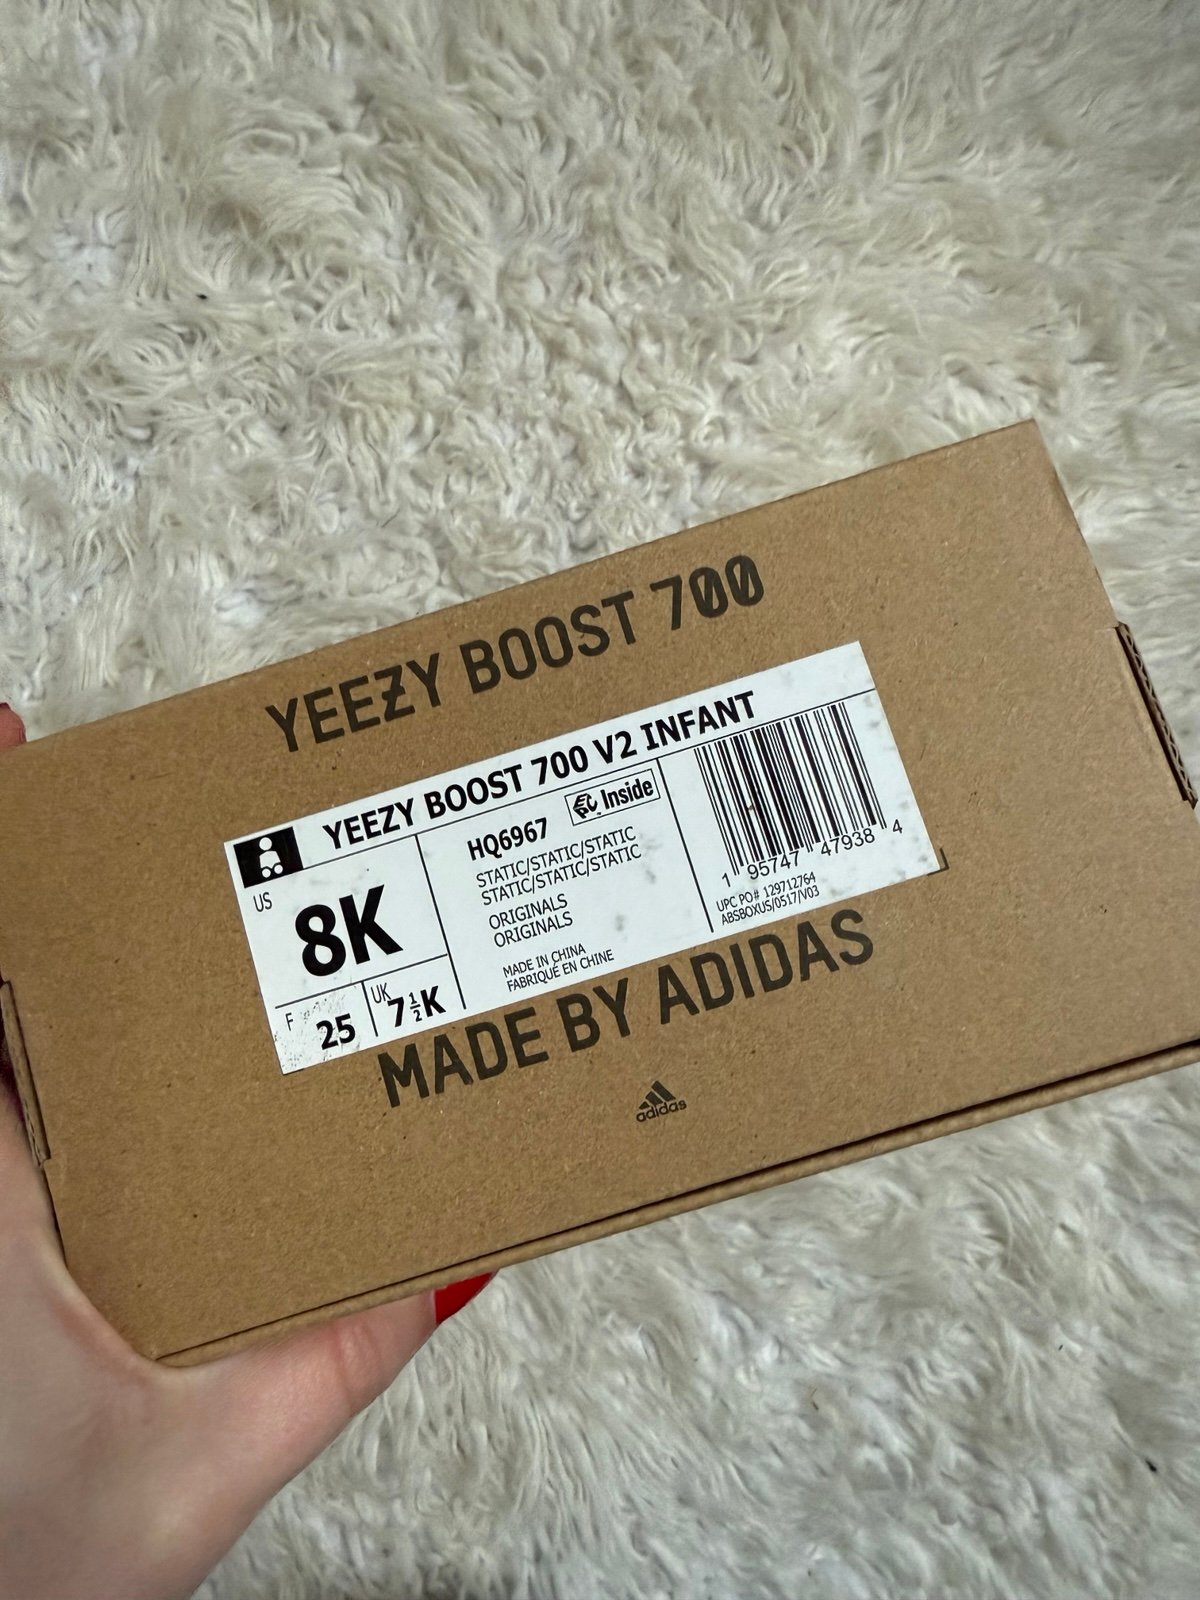 YEEZY BOOST 700
YEEZY BOOST 700 V2 INFANT
US
8K
F
25
UK
7½K
HQ6967
Inside
STATIC/STATIC/STATIC
STATIC/STATIC/STATIC
ORIGINALS
ORIGINALS
MADE IN CHINA
FABRIQUÉ EN CHINE
1 95747 47938 4
UPC PO# 129712764
ABSBOXUS/0517/V03
MADE BY ADIDAS
adidas